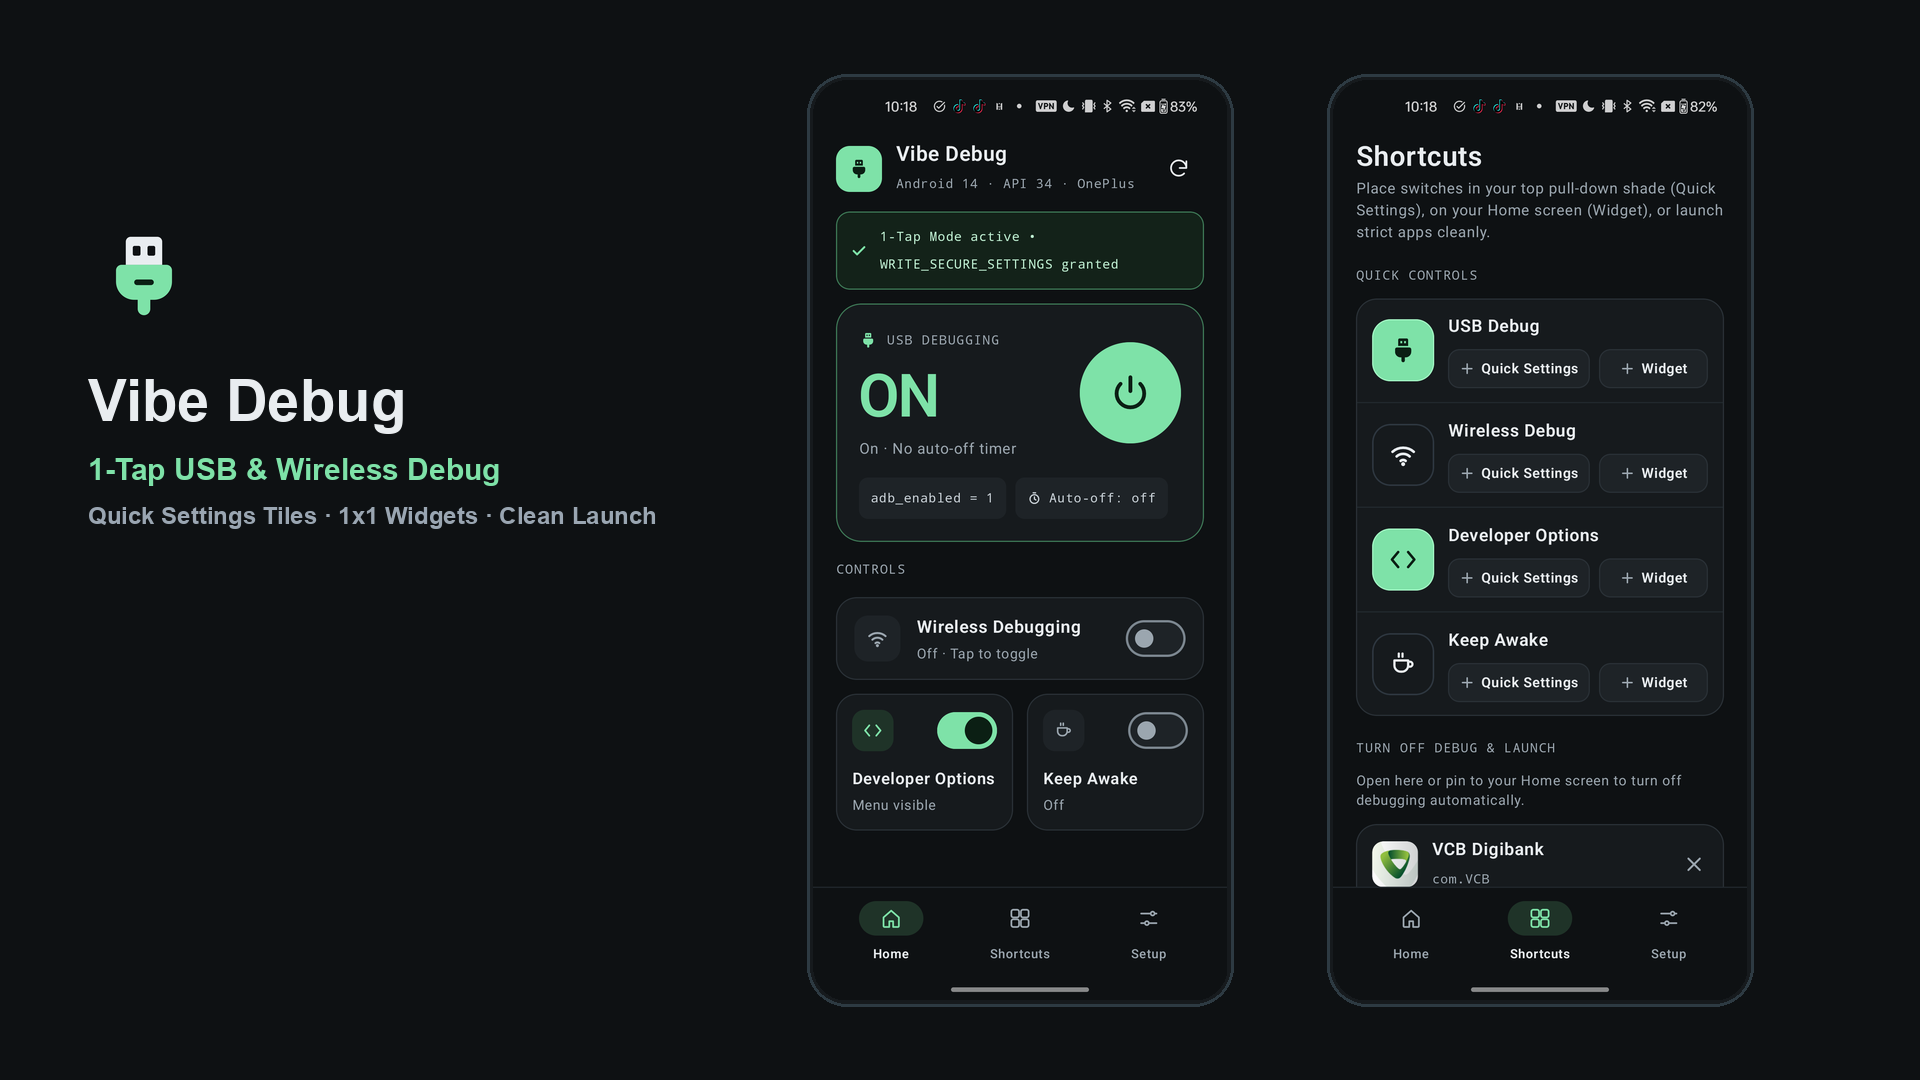 Vibe Debug
1-Tap USB & Wireless Debug
Quick Settings Tiles · 1x1 Widgets · Clean Launch
10:18
VPN
83%
Vibe Debug
Android 14 · API 34 · OnePlus
1-Tap Mode active •
WRITE_SECURE_SETTINGS granted
USB DEBUGGING
ON
On · No auto-off timer
adb_enabled = 1
Auto-off: off
CONTROLS
Wireless Debugging
Off · Tap to toggle
Developer Options
Menu visible
Keep Awake
Off
Home
Shortcuts
Setup
10:18
VPN
82%
Shortcuts
Place switches in your top pull-down shade (Quick
Settings), on your Home screen (Widget), or launch
strict apps cleanly.
QUICK CONTROLS
USB Debug
+ Quick Settings
+ Widget
Wireless Debug
+ Quick Settings
+ Widget
Developer Options
+ Quick Settings
+ Widget
Keep Awake
+ Quick Settings
+ Widget
TURN OFF DEBUG & LAUNCH
Open here or pin to your Home screen to turn off
debugging automatically.
VCB Digibank
com.VCB
Home
Shortcuts
Setup